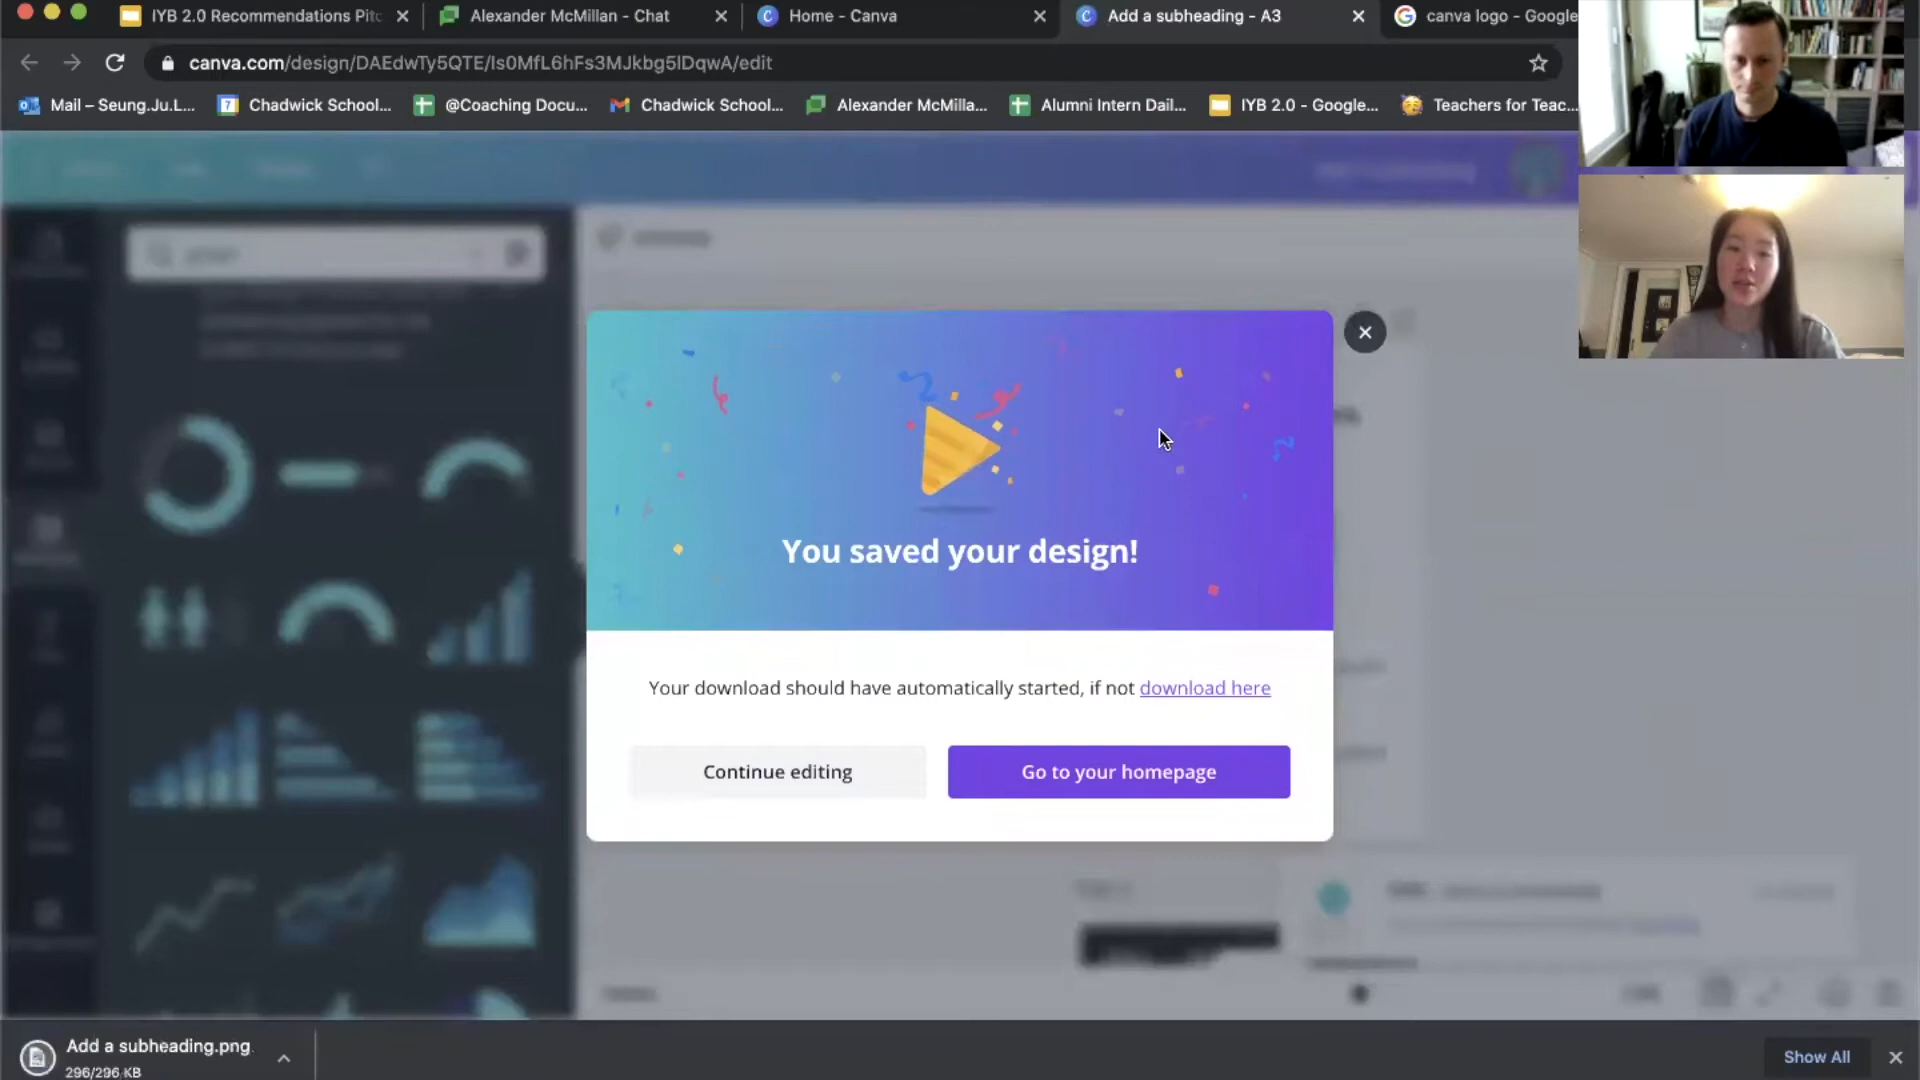 IYB 2.0 Recommendations Pitc
Alexander McMillan - Chat
Home - Canva
Add a subheading - A3
canva logo - Google
canva.com/design/DAEdwTy5QTE/Is0MfL6hFs3MJkbg5lDqwA/edit
Mail – Seung.Ju.L...
Chadwick School...
@Coaching Docu...
Chadwick School...
Alexander McMilla...
Alumni Intern Dail...
IYB 2.0 - Google...
Teachers for Teac...
You saved your design!
Your download should have automatically started, if not download here
Continue editing
Go to your homepage
Add a subheading.png
296/296 KB
Show All